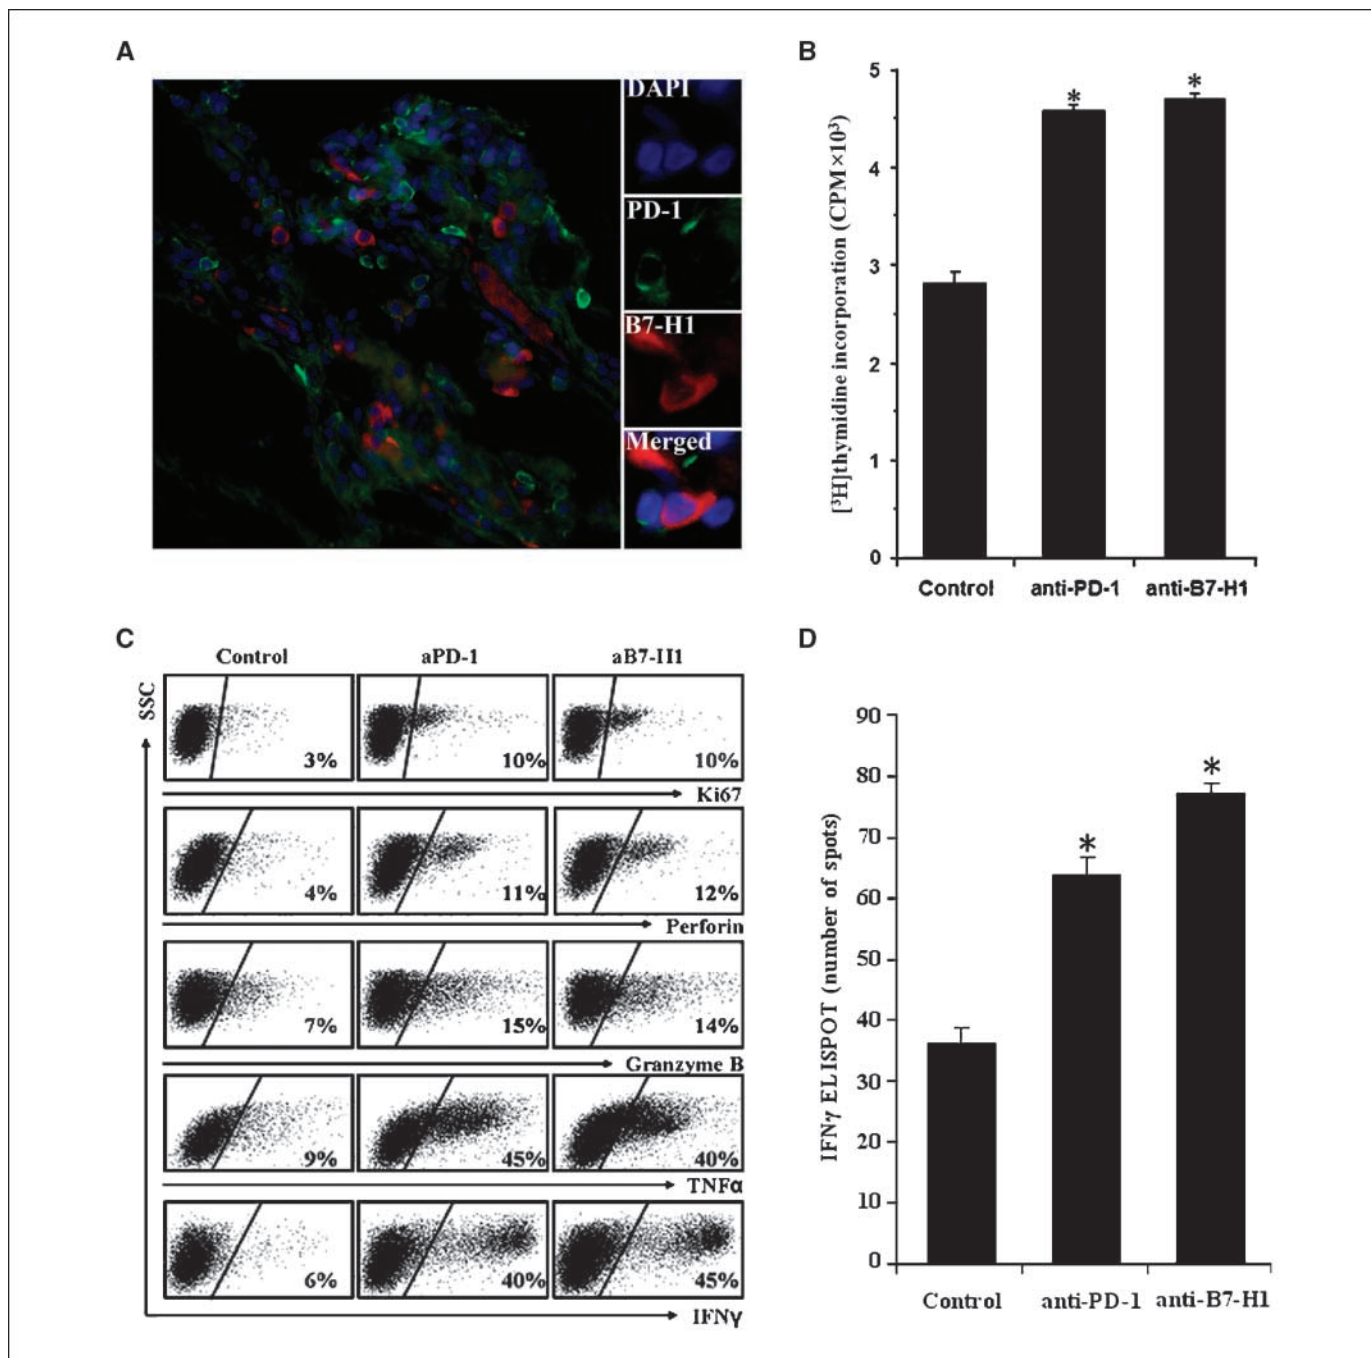 A
DAPI
PD-1
B7-H1
Merged
B
[³H]thymidine incorporation (CPM×10³)
5
4
3
2
1
0
*
*
Control anti-PD-1 anti-B7-H1
C
Control aPD-1 aB7-H1
SSC
3% 10% 10%
Ki67
4% 11% 12%
Perforin
7% 15% 14%
Granzyme B
9% 45% 40%
TNFα
6% 40% 45%
IFNγ
D
IFNγ ELISPOT (number of spots)
90
80
70
60
50
40
30
20
10
0
*
*
Control anti-PD-1 anti-B7-H1